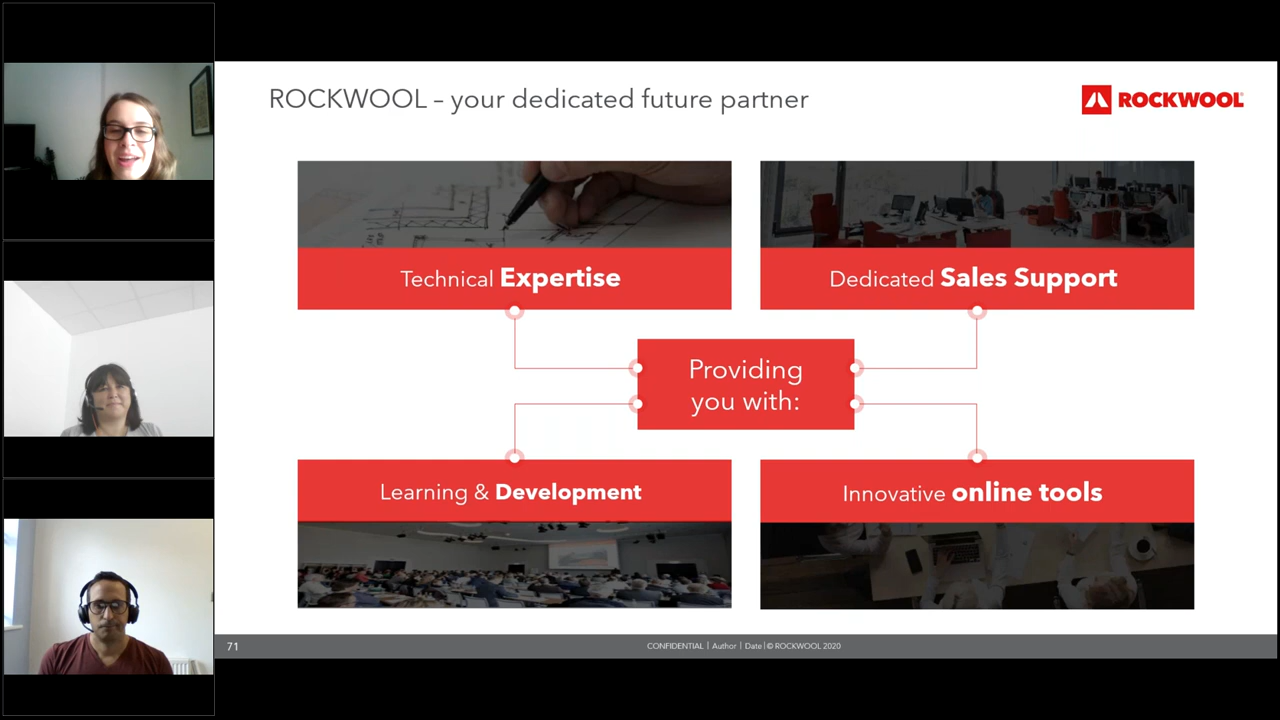 ROCKWOOL – your dedicated future partner
ROCKWOOL®
Technical Expertise
Dedicated Sales Support
Providing
you with:
Learning & Development
Innovative online tools
71
CONFIDENTIAL | Author | Date | © ROCKWOOL 2020